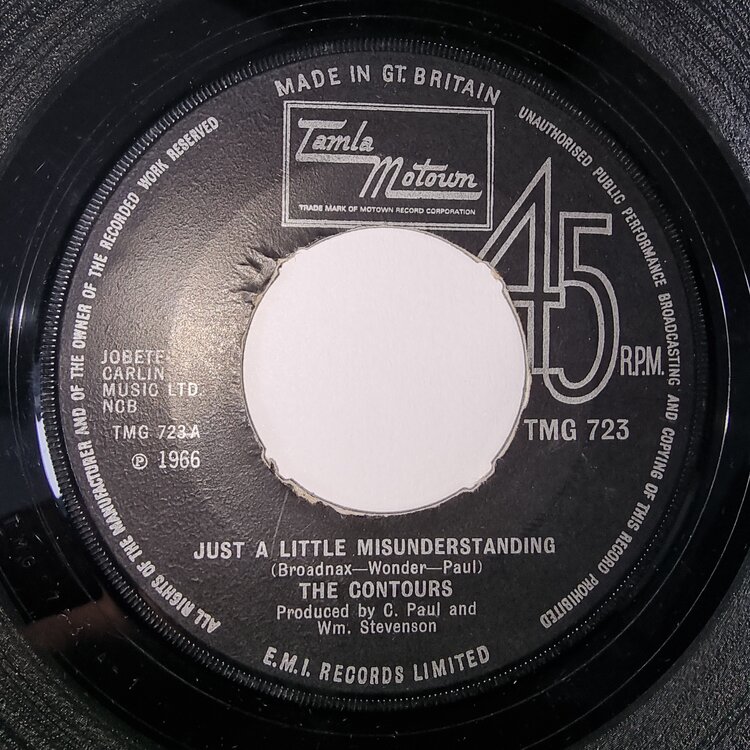 MADE IN GT. BRITAIN
UNAUTHORISED PUBLIC PERFORMANCE BROADCASTING AND COPYING OF THIS RECORD PROHIBITED
ALL RIGHTS OF THE MANUFACTURER AND OF THE OWNER OF THE RECORDED WORK RESERVED
Tamla
Motown
TRADE MARK OF MOTOWN RECORD CORPORATION
45
R.P.M.
JOBETE
CARLIN
MUSIC LTD.
NCB
TMG 723
TMG 723 A
℗ 1966
JUST A LITTLE MISUNDERSTANDING
(Broadnax—Wonder—Paul)
THE CONTOURS
Produced by C. Paul and
Wm. Stevenson
E.M.I. RECORDS LIMITED